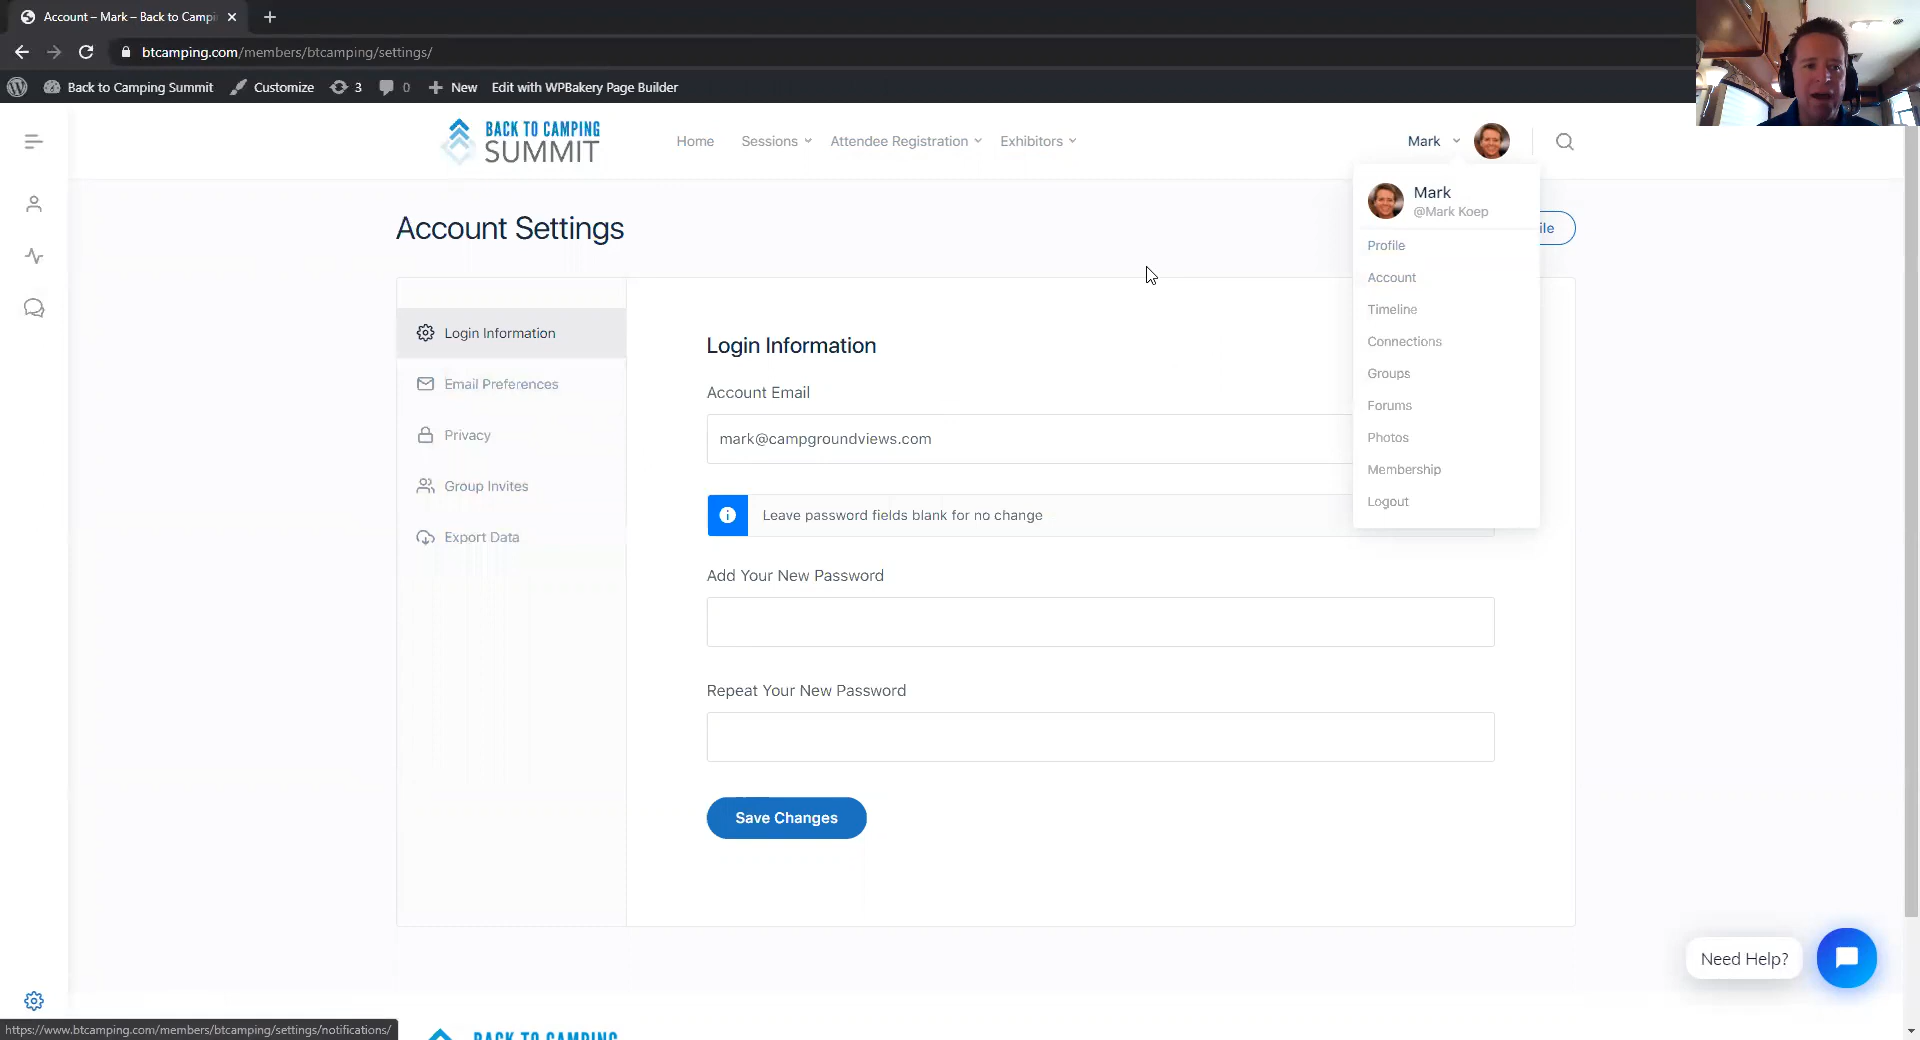 Account – Mark – Back to Campi
btcamping.com/members/btcamping/settings/
Back to Camping Summit Customize 3 0 New Edit with WPBakery Page Builder
BACK TO CAMPING
SUMMIT
Home Sessions Attendee Registration Exhibitors
Mark
Account Settings
Mark
@Mark Koep
Profile
Account
Timeline
Connections
Groups
Forums
Photos
Membership
Logout
ile
Login Information
Email Preferences
Privacy
Group Invites
Export Data
Login Information
Account Email
mark@campgroundviews.com
Leave password fields blank for no change
Add Your New Password
Repeat Your New Password
Save Changes
Need Help?
https://www.btcamping.com/members/btcamping/settings/notifications/
BACK TO CAMPING